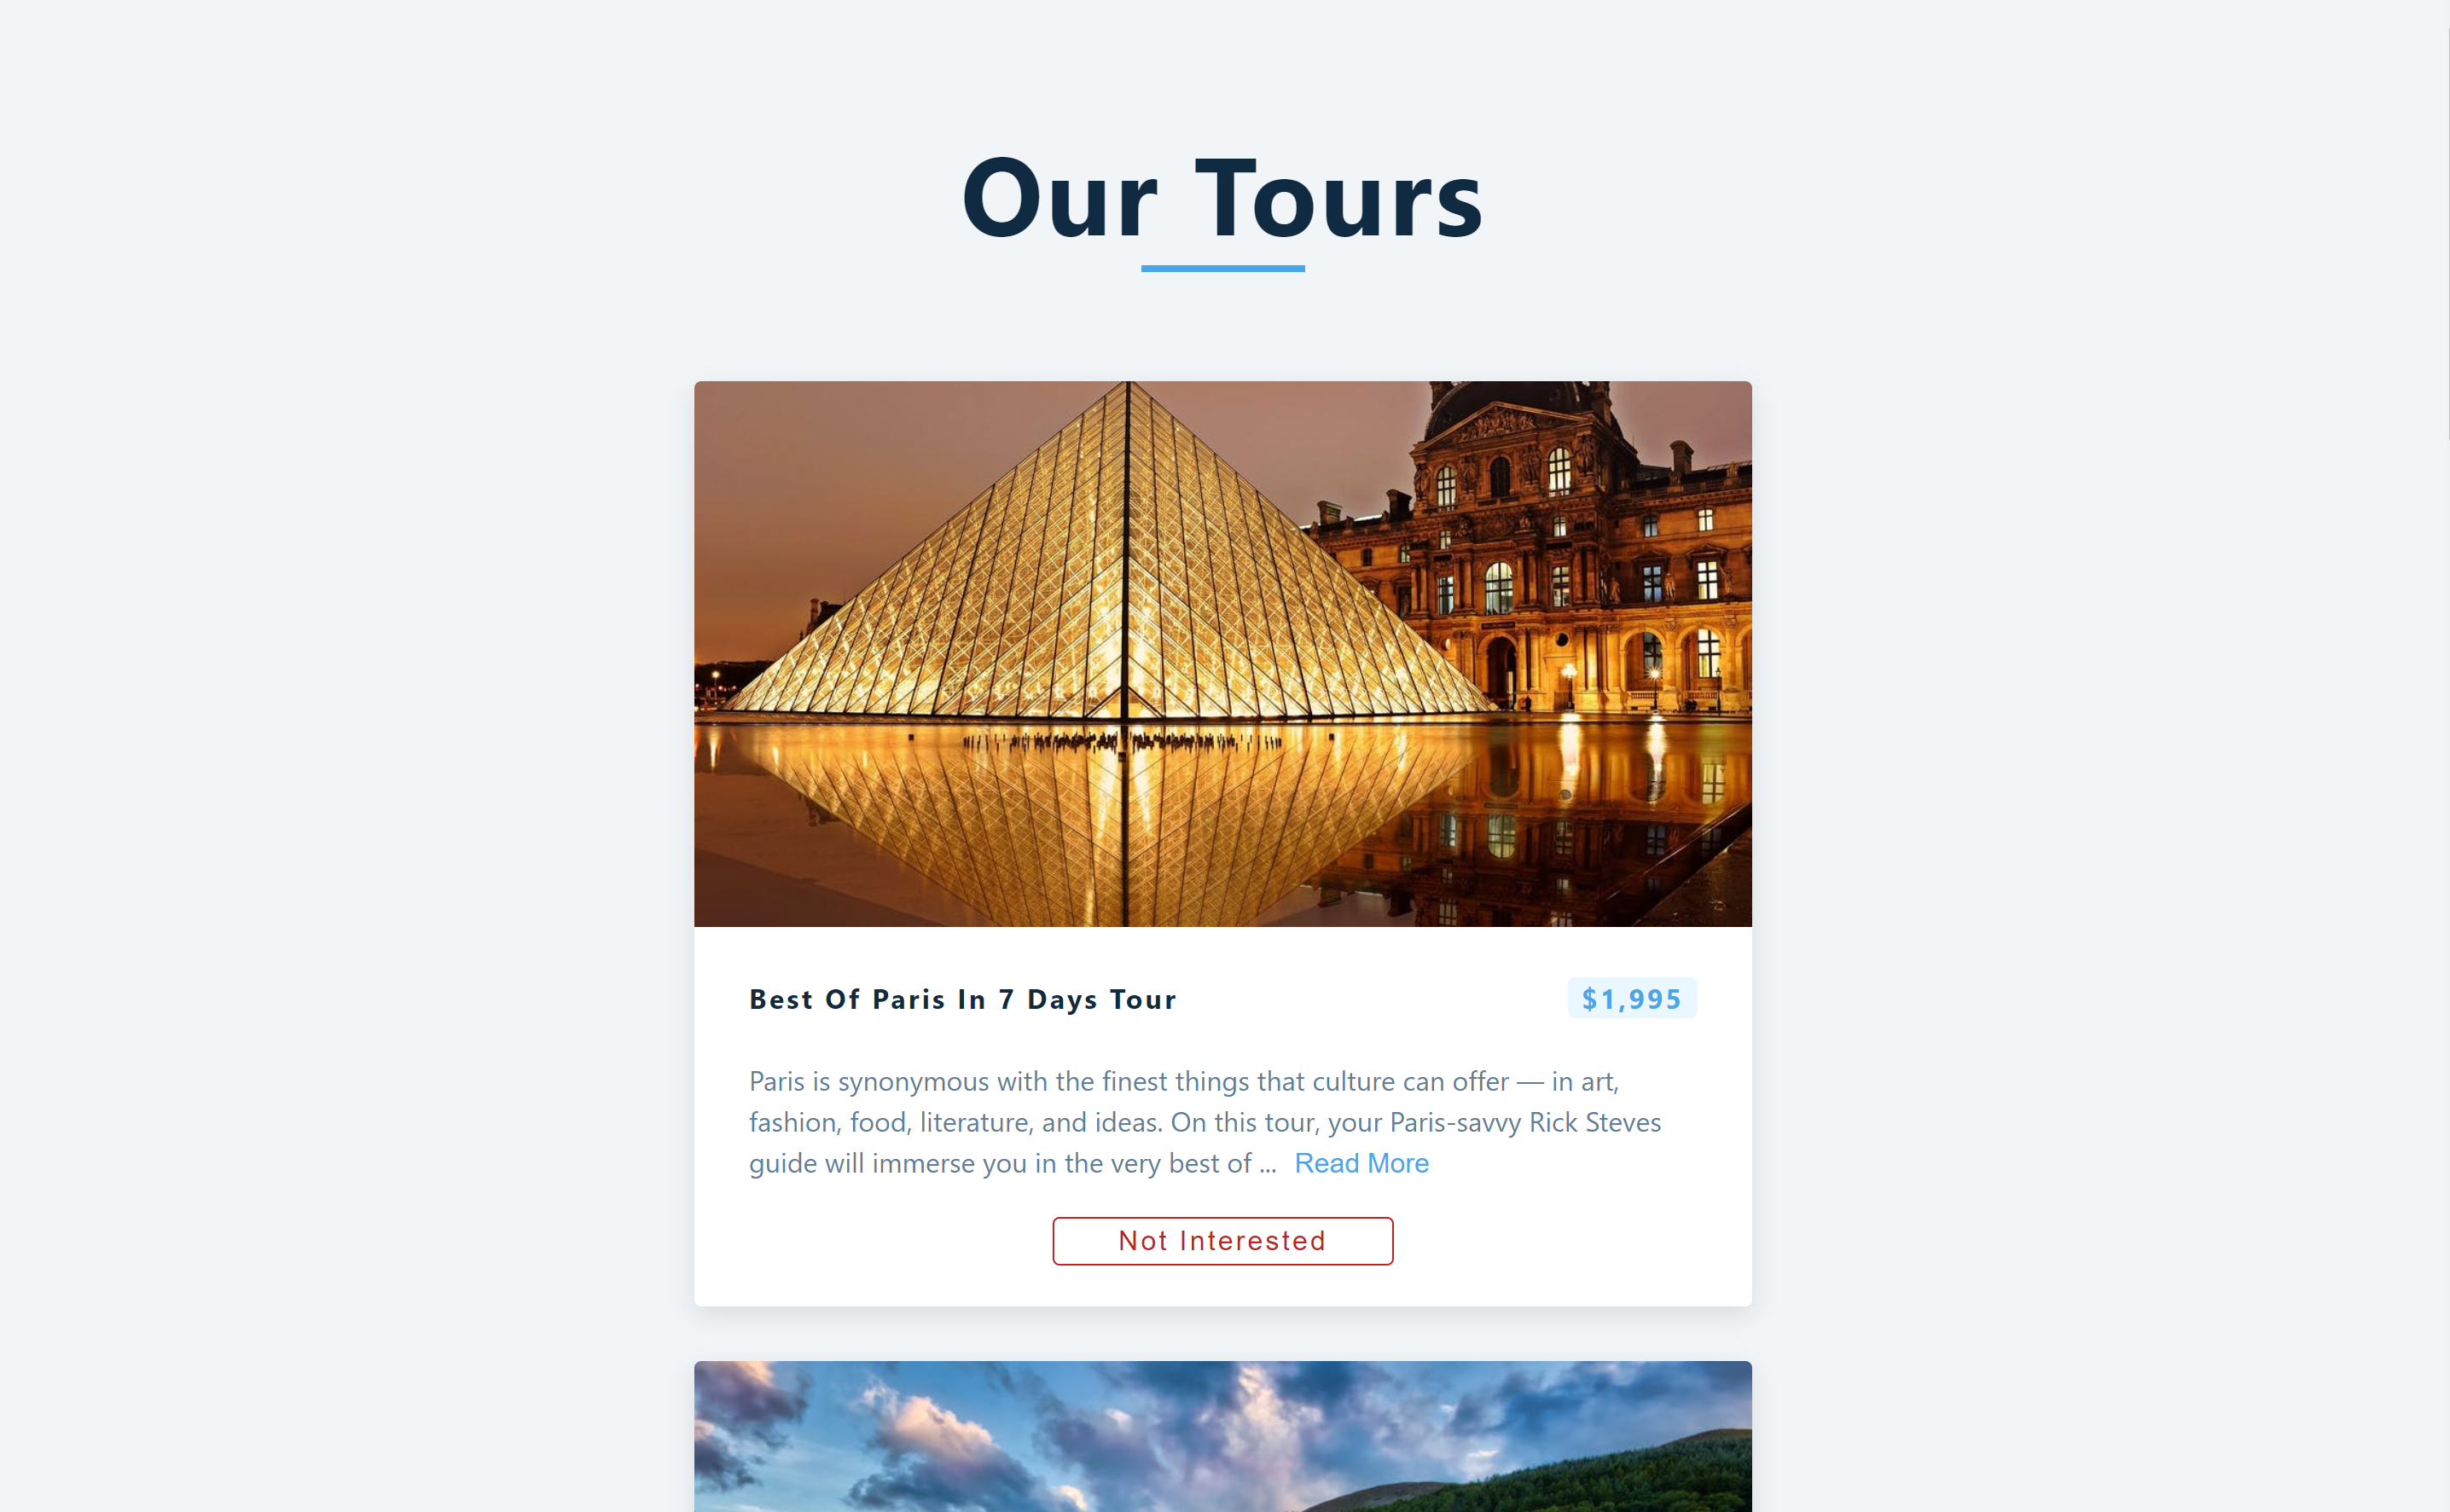 Our Tours
Best Of Paris In 7 Days Tour
$1,995
Paris is synonymous with the finest things that culture can offer — in art,
fashion, food, literature, and ideas. On this tour, your Paris-savvy Rick Steves
guide will immerse you in the very best of ... Read More
Not Interested